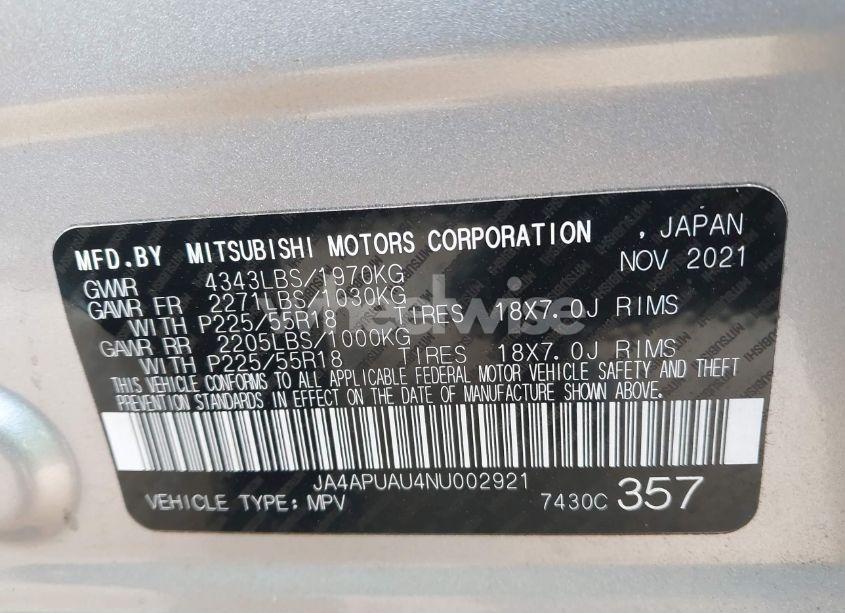 MFD.BY MITSUBISHI MOTORS CORPORATION , JAPAN
NOV 2021
GVWR 4343LBS/1970KG
GAWR FR 2271LBS/1030KG
WITH P225/55R18 TIRES 18X7.0J RIMS
GAWR RR 2205LBS/1000KG
WITH P225/55R18 TIRES 18X7.0J RIMS
THIS VEHICLE CONFORMS TO ALL APPLICABLE FEDERAL MOTOR VEHICLE SAFETY AND THEFT
PREVENTION STANDARDS IN EFFECT ON THE DATE OF MANUFACTURE SHOWN ABOVE.
JA4APUAU4NU002921
VEHICLE TYPE: MPV 7430C 357